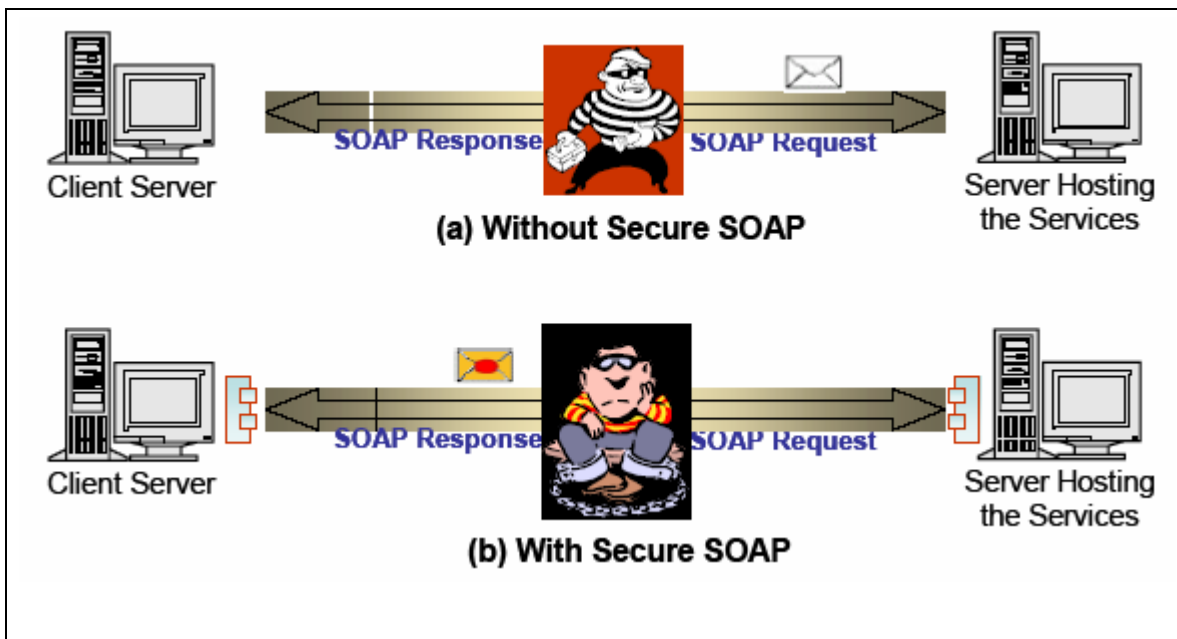 SOAP Response
SOAP Request
Client Server
Server Hosting
the Services
(a) Without Secure SOAP
SOAP Response
SOAP Request
Client Server
Server Hosting
the Services
(b) With Secure SOAP